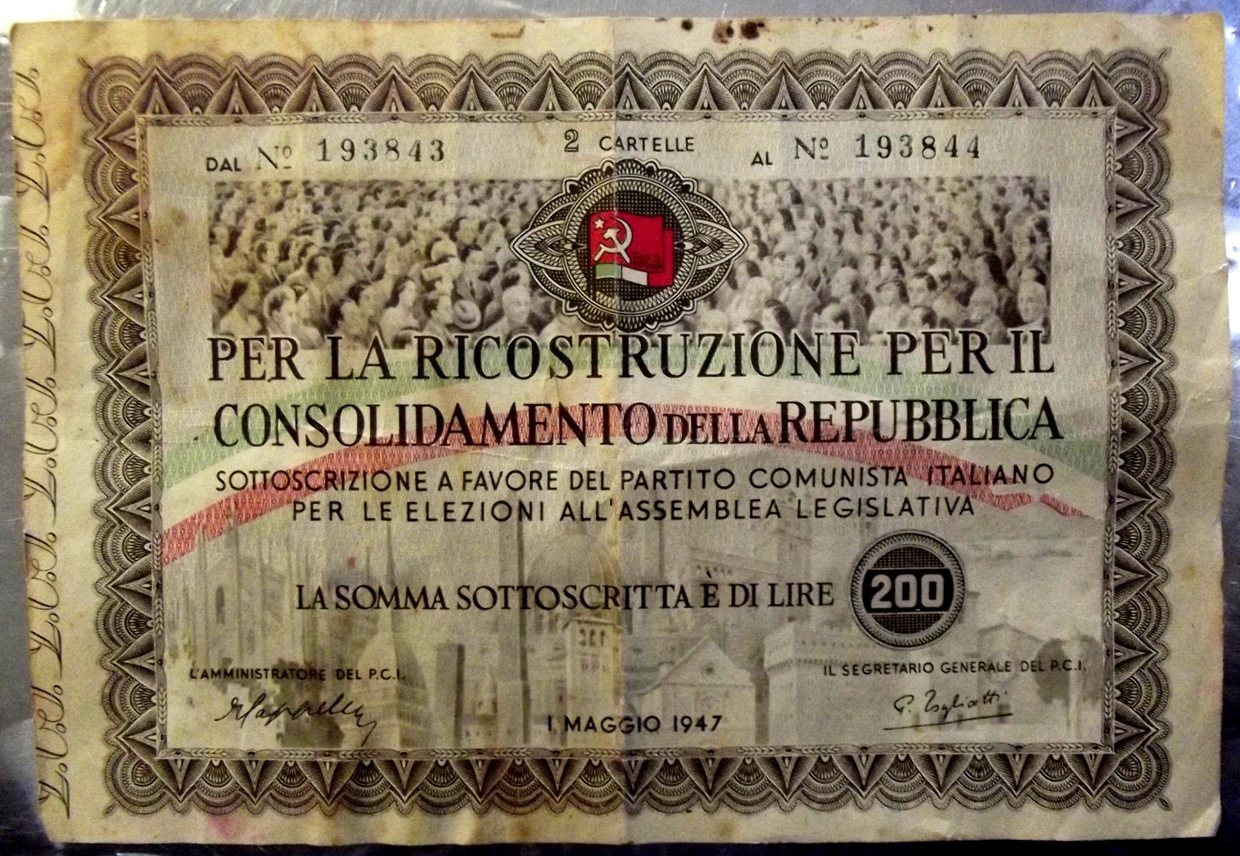 DAL Nº 193843 2 CARTELLE AL Nº 193844
PER LA RICOSTRUZIONE PER IL
CONSOLIDAMENTO DELLA REPUBBLICA
SOTTOSCRIZIONE A FAVORE DEL PARTITO COMUNISTA ITALIANO
PER LE ELEZIONI ALL'ASSEMBLEA LEGISLATIVA
LA SOMMA SOTTOSCRITTA È DI LIRE 200
L'AMMINISTRATORE DEL P.C.I. IL SEGRETARIO GENERALE DEL P.C.I.
P. Togliatti
1 MAGGIO 1947